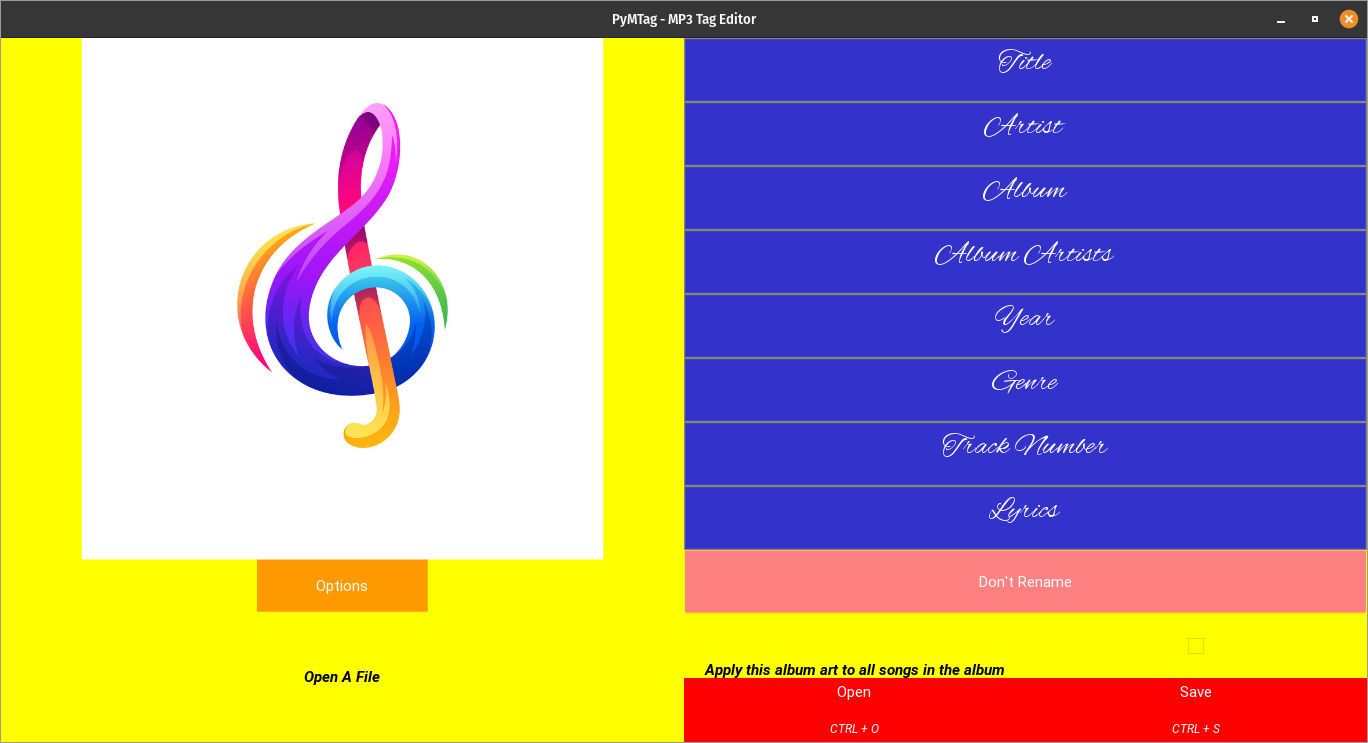 PyMTag - MP3 Tag Editor
Title
Artist
Album
Album Artists
Year
Genre
Track Number
Lyrics
Options
Don't Rename
Open A File
Apply this album art to all songs in the album
Open
Save
CTRL + O
CTRL + S